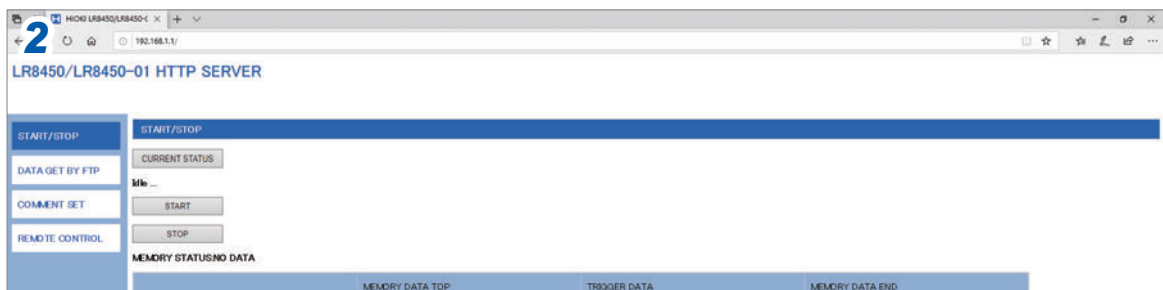 HIOKI LR8450/LR8450-(
2
192.168.1.1/
LR8450/LR8450-01 HTTP SERVER
START/STOP
DATA GET BY FTP
COMMENT SET
REMOTE CONTROL
START/STOP
CURRENT STATUS
Idle ...
START
STOP
MEMORY STATUS:NO DATA
MEMORY DATA TOP TRIGGER DATA MEMORY DATA END